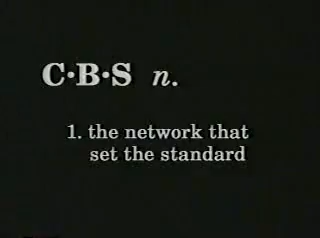 C·B·S n.
1. the network that
set the standard